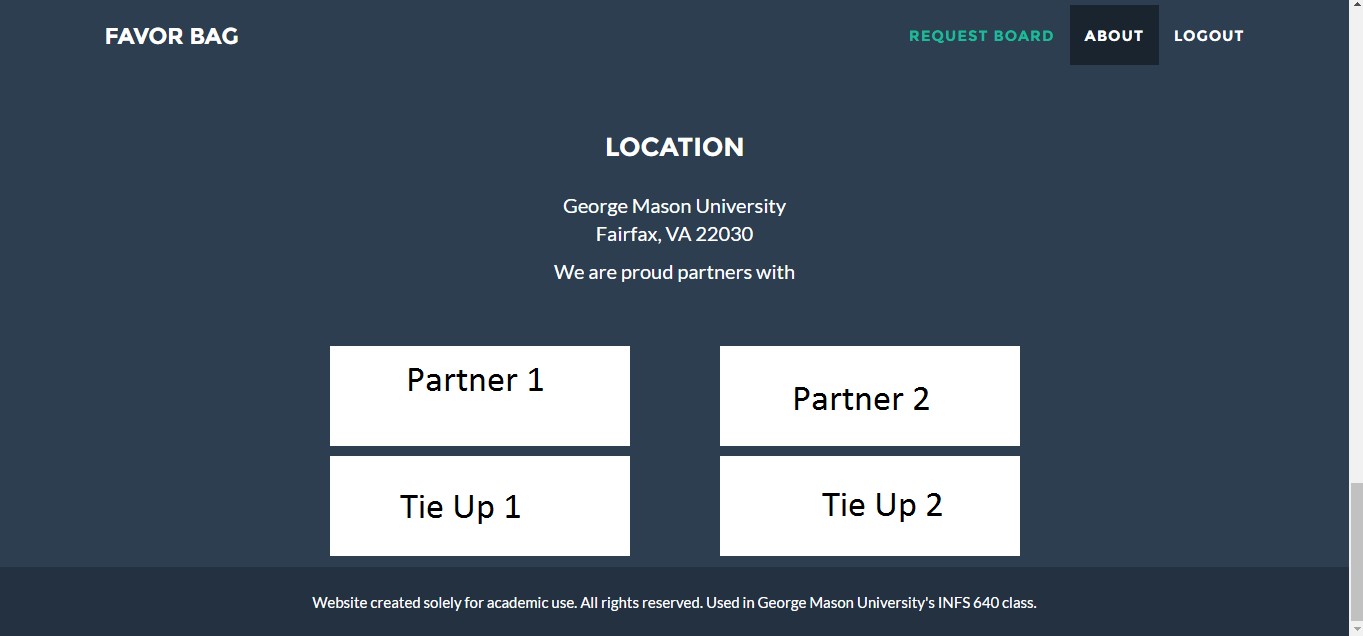 FAVOR BAG
REQUEST BOARD
ABOUT
LOGOUT
LOCATION
George Mason University
Fairfax, VA 22030
We are proud partners with
Partner 1
Partner 2
Tie Up 1
Tie Up 2
Website created solely for academic use. All rights reserved. Used in George Mason University's INFS 640 class.